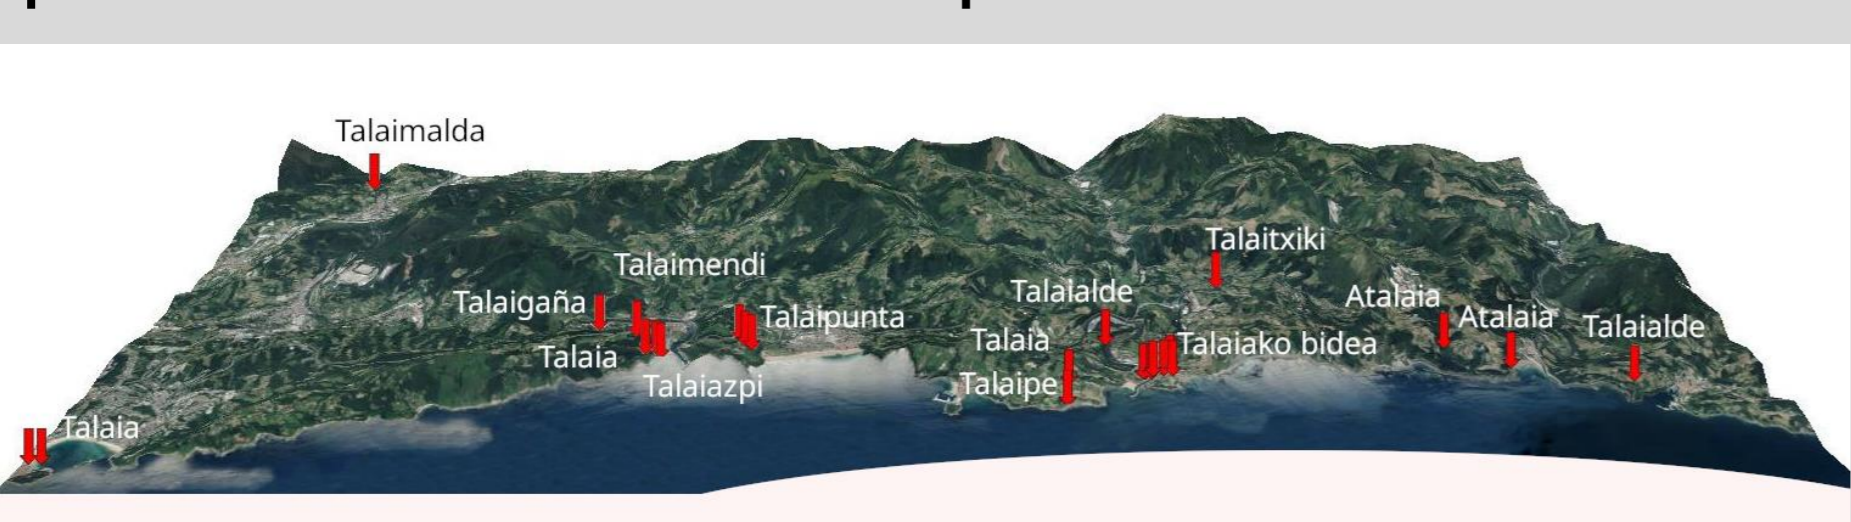 Talaimalda
Talaitxiki
Talaimendi
Talaialde
Talaigaña
Atalaia
Talaipunta
Atalaia
Talaialde
Talaia
Talaiako bidea
Talaia
Talaipe
Talaiazpi
Talaia